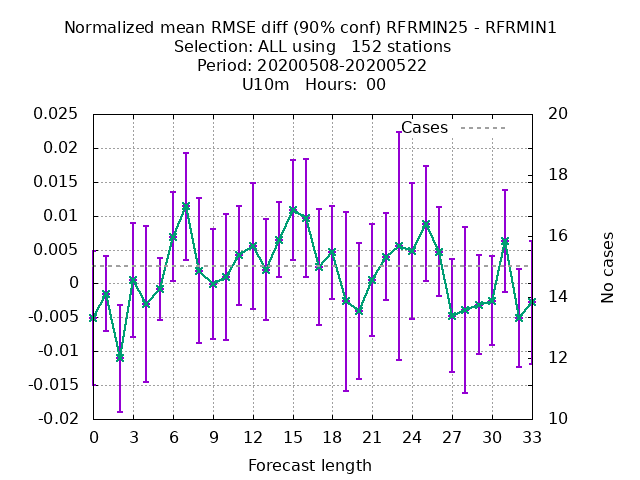 Normalized mean RMSE diff (90% conf) RFRMIN25 - RFRMIN1
Selection: ALL using   152 stations
Period: 20200508-20200522
U10m   Hours:  00
Cases
0.025
0.02
0.015
0.01
0.005
0
-0.005
-0.01
-0.015
-0.02
20
18
16
14
12
10
No cases
0 3 6 9 12 15 18 21 24 27 30 33
Forecast length